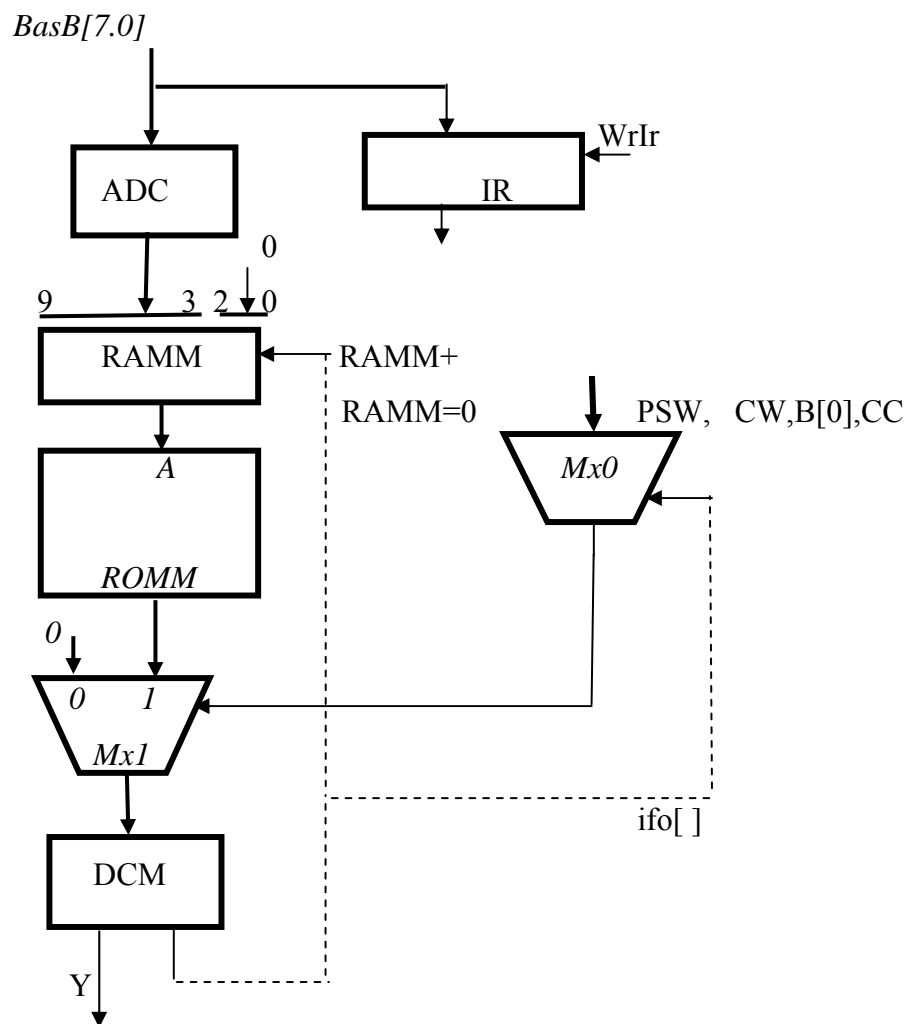 BasB[7.0]
WrIr
ADC
IR
0
9 3 2 0
RAMM
RAMM+
RAMM=0
PSW, CW,B[0],CC
A
Mx0
ROMM
0
0 1
Mx1
ifo[ ]
DCM
Y